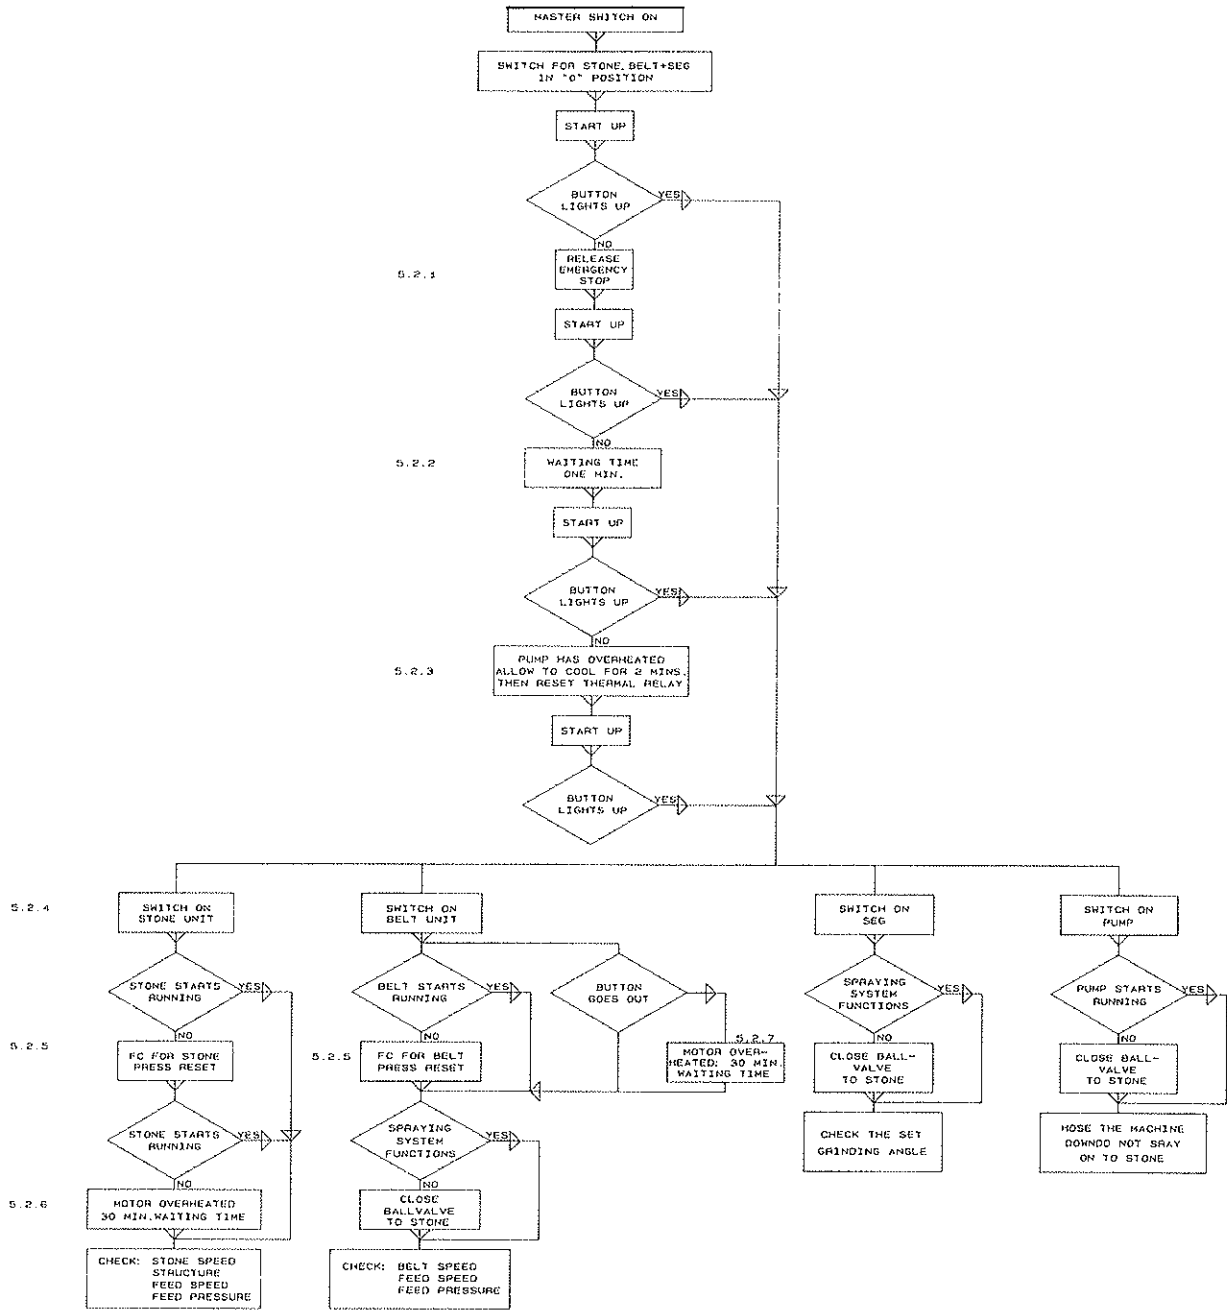 MASTER SWITCH ON
SWITCH FOR STONE, BELT+SEG
IN "O" POSITION
START UP
BUTTON
LIGHTS UP
YES
NO
5.2.1
RELEASE
EMERGENCY
STOP
START UP
BUTTON
LIGHTS UP
YES
NO
5.2.2
WAITING TIME
ONE MIN.
START UP
BUTTON
LIGHTS UP
YES
NO
5.2.3
PUMP HAS OVERHEATED
ALLOW TO COOL FOR 2 MINS.
THEN RESET THERMAL RELAY
START UP
BUTTON
LIGHTS UP
YES
5.2.4
SWITCH ON
STONE UNIT
STONE STARTS
RUNNING
YES
NO
5.2.5
FC FOR STONE
PRESS RESET
STONE STARTS
RUNNING
YES
NO
5.2.6
MOTOR OVERHEATED
30 MIN.WAITING TIME
CHECK: STONE SPEED
STRUCTURE
FEED SPEED
FEED PRESSURE
SWITCH ON
BELT UNIT
BELT STARTS
RUNNING
YES
NO
5.2.5
FC FOR BELT
PRESS RESET
BUTTON
GOES OUT
5.2.7
MOTOR OVER-
HEATED: 30 MIN.
WAITING TIME
SPRAYING
SYSTEM
FUNCTIONS
YES
NO
CLOSE
BALLVALVE
TO STONE
CHECK: BELT SPEED
FEED SPEED
FEED PRESSURE
SWITCH ON
SEG
SPRAYING
SYSTEM
FUNCTIONS
YES
NO
CLOSE BALL-
VALVE
TO STONE
CHECK THE SET
GRINDING ANGLE
SWITCH ON
PUMP
PUMP STARTS
RUNNING
YES
NO
CLOSE BALL-
VALVE
TO STONE
HOSE THE MACHINE
DOWNDO NOT SRAY
ON TO STONE